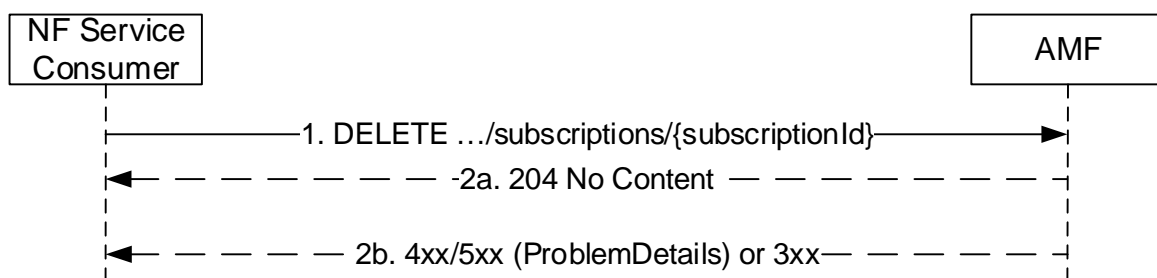 NF Service
Consumer
AMF
1. DELETE …/subscriptions/{subscriptionId}
2a. 204 No Content
2b. 4xx/5xx (ProblemDetails) or 3xx